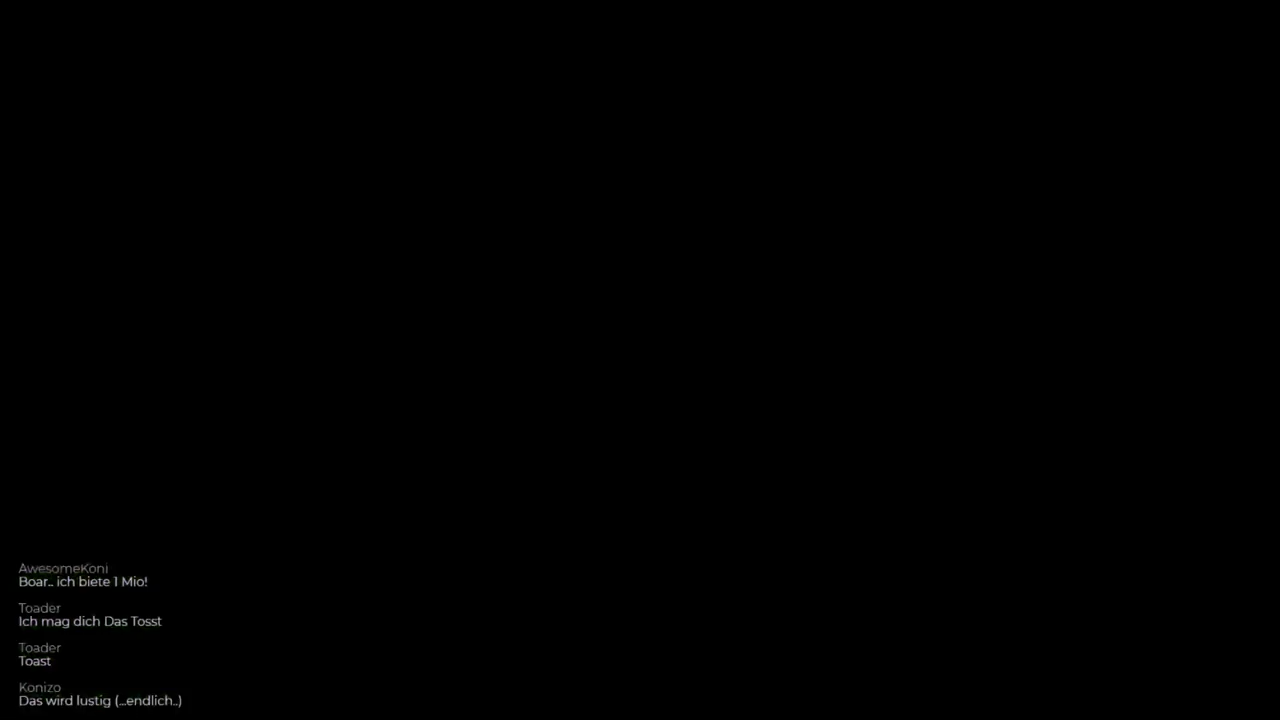 AwesomeKoni
Boar.. ich biete 1 Mio!
Toader
Ich mag dich Das Tosst
Toader
Toast
Konizo
Das wird lustig (...endlich..)